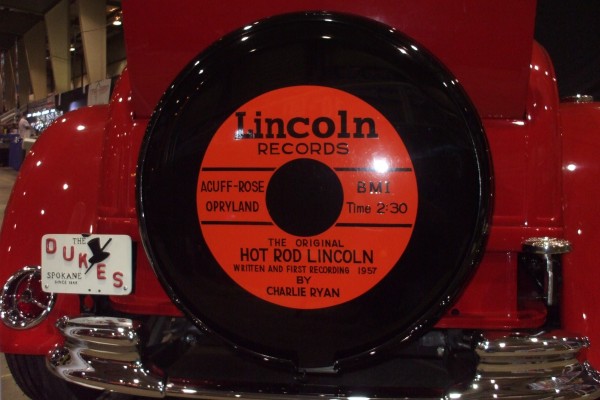 Lincoln
RECORDS
ACUFF-ROSE
OPRYLAND
BMI
Time 2:30
THE ORIGINAL
HOT ROD LINCOLN
WRITTEN AND FIRST RECORDING 1957
BY
CHARLIE RYAN
THE
DUKES
SPOKANE